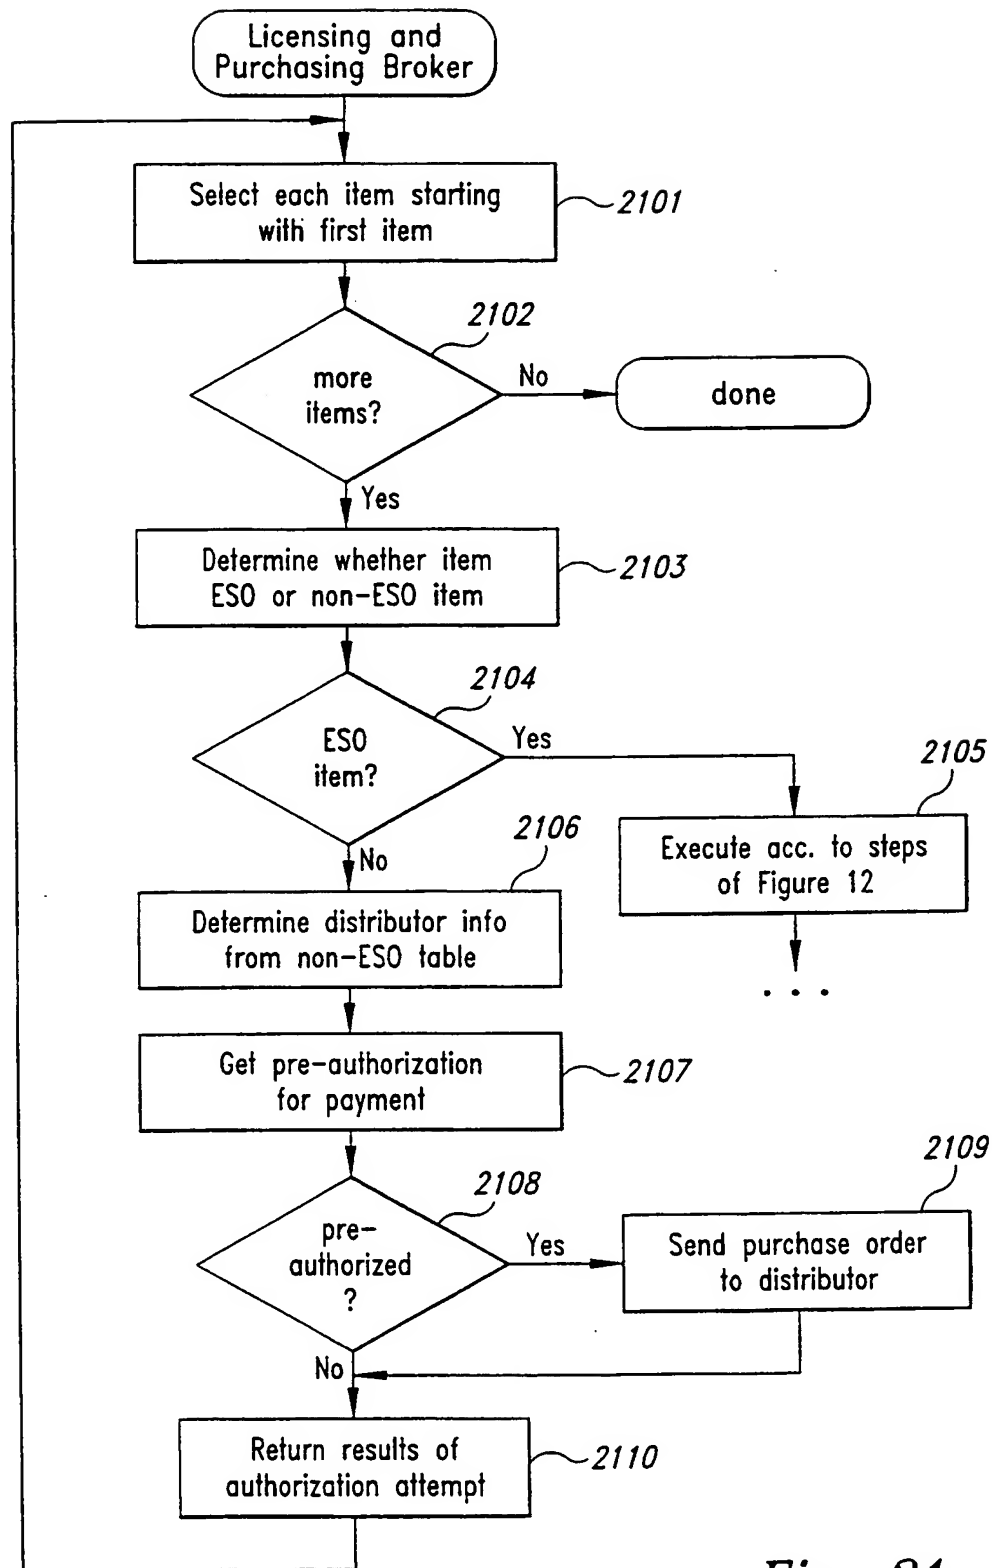 Licensing and
Purchasing Broker
Select each item starting
with first item
2101
2102
more
items?
No
done
Yes
Determine whether item
ESO or non-ESO item
2103
2104
ESO
item?
Yes
2105
Execute acc. to steps
of Figure 12
. . .
No
2106
Determine distributor info
from non-ESO table
Get pre-authorization
for payment
2107
2108
pre-
authorized
?
Yes
2109
Send purchase order
to distributor
No
Return results of
authorization attempt
2110